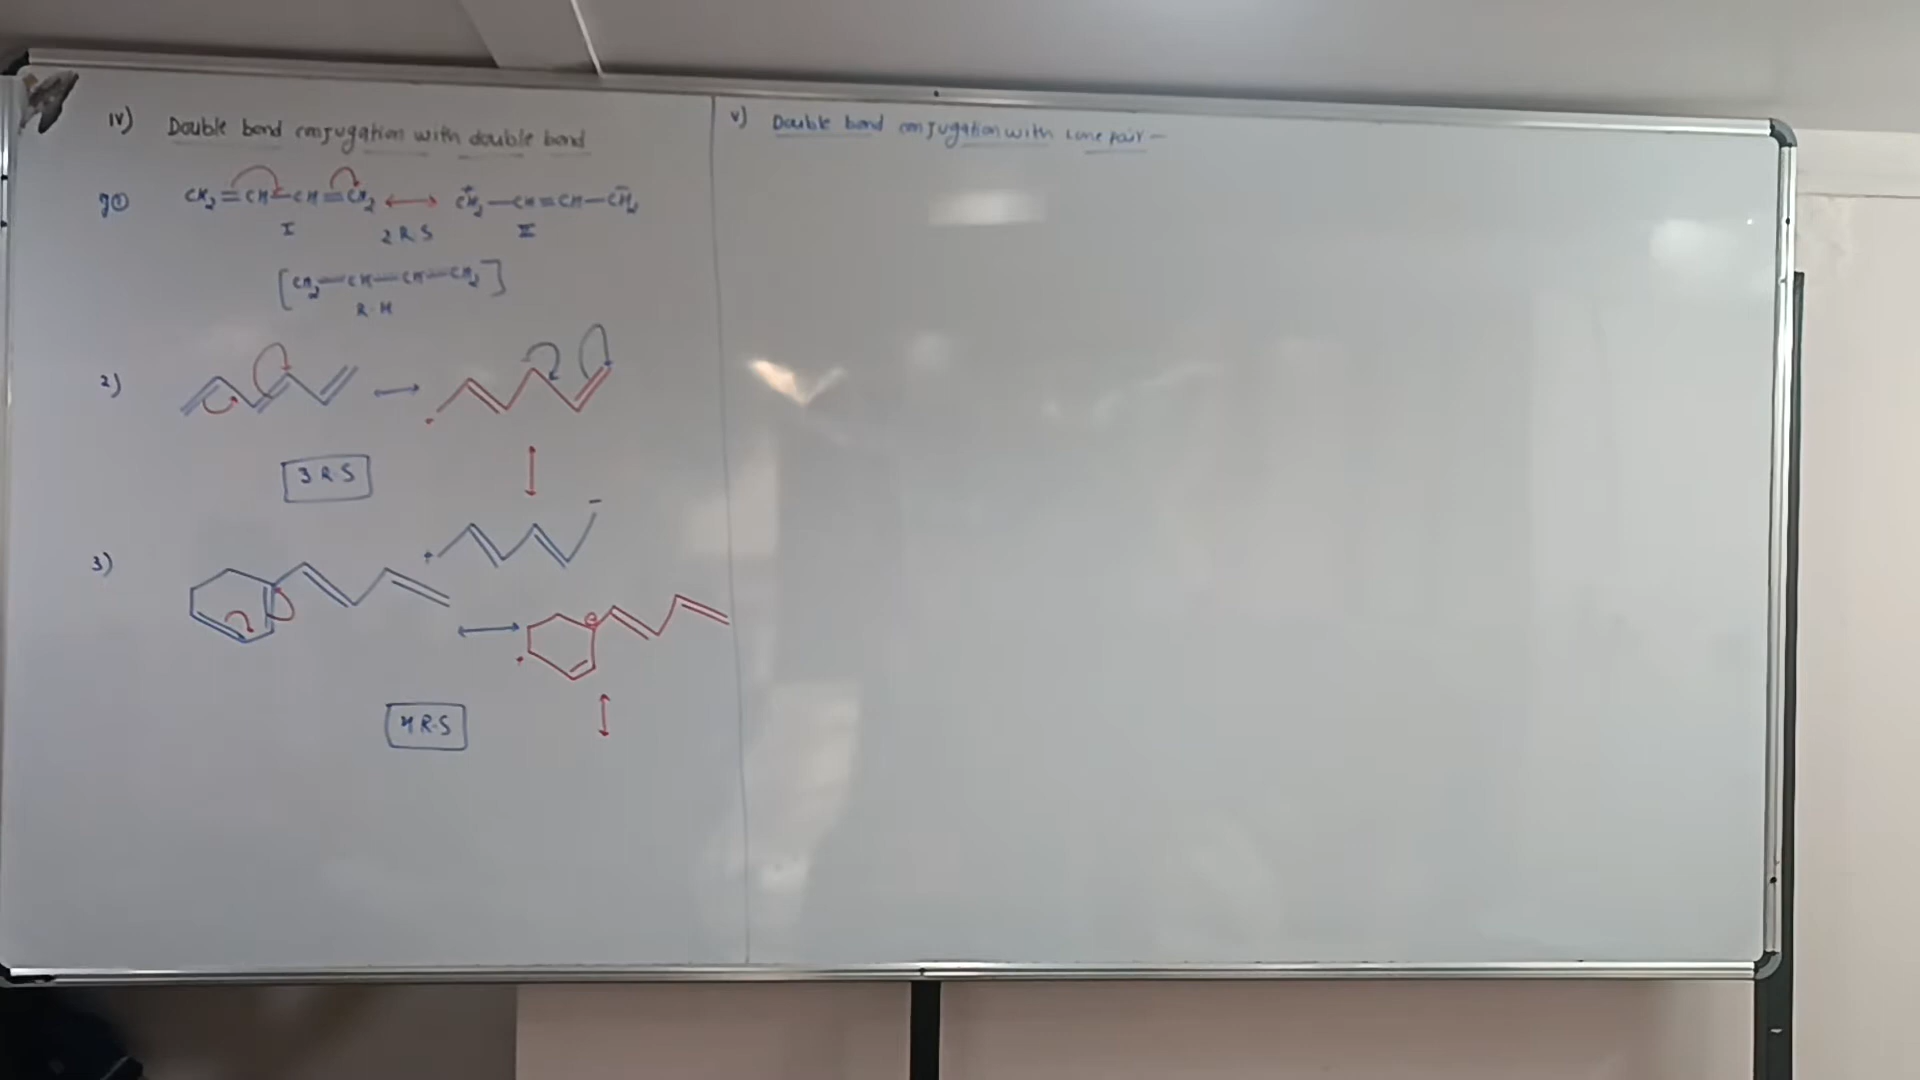 iv) Double bond conjugation with double bond
CH2=CH-CH=CH2 ⟷ +CH2-CH=CH-CH2-
I 2 R.S II
[CH2---CH---CH---CH2]
R.H
2)
3 R S
3)
4 R.S
v) Double bond conjugation with lone pair -